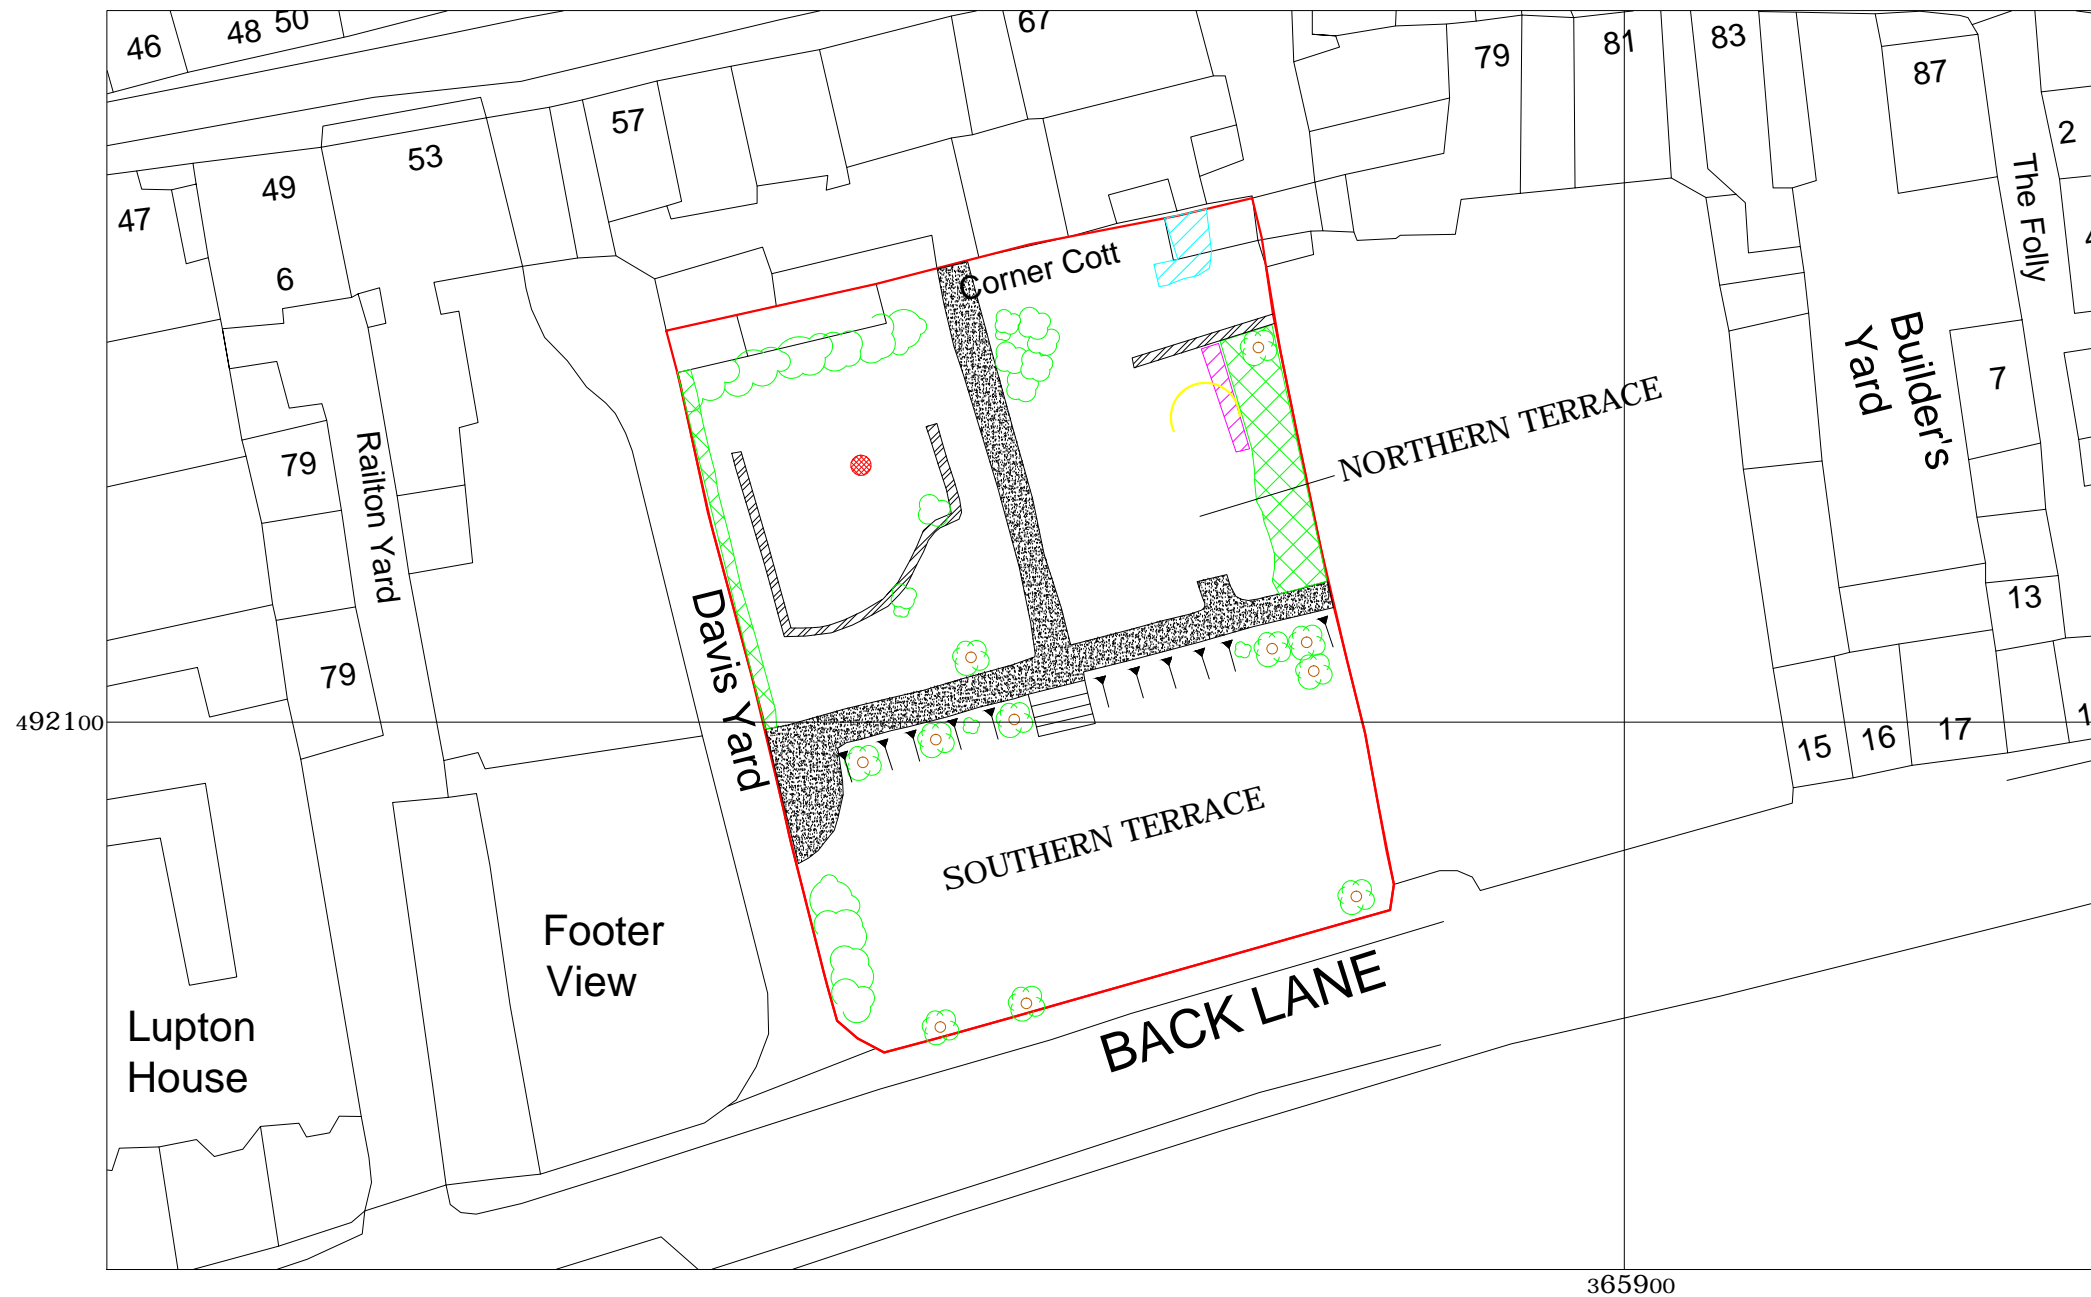 46
48
50
67
79
81
83
87
2
57
53
49
47
6
The Folly
Corner Cott
Builder's
Yard
7
NORTHERN TERRACE
79
Railton Yard
Davis Yard
13
79
492100
15
16
17
SOUTHERN TERRACE
Footer
View
BACK LANE
Lupton
House
365900